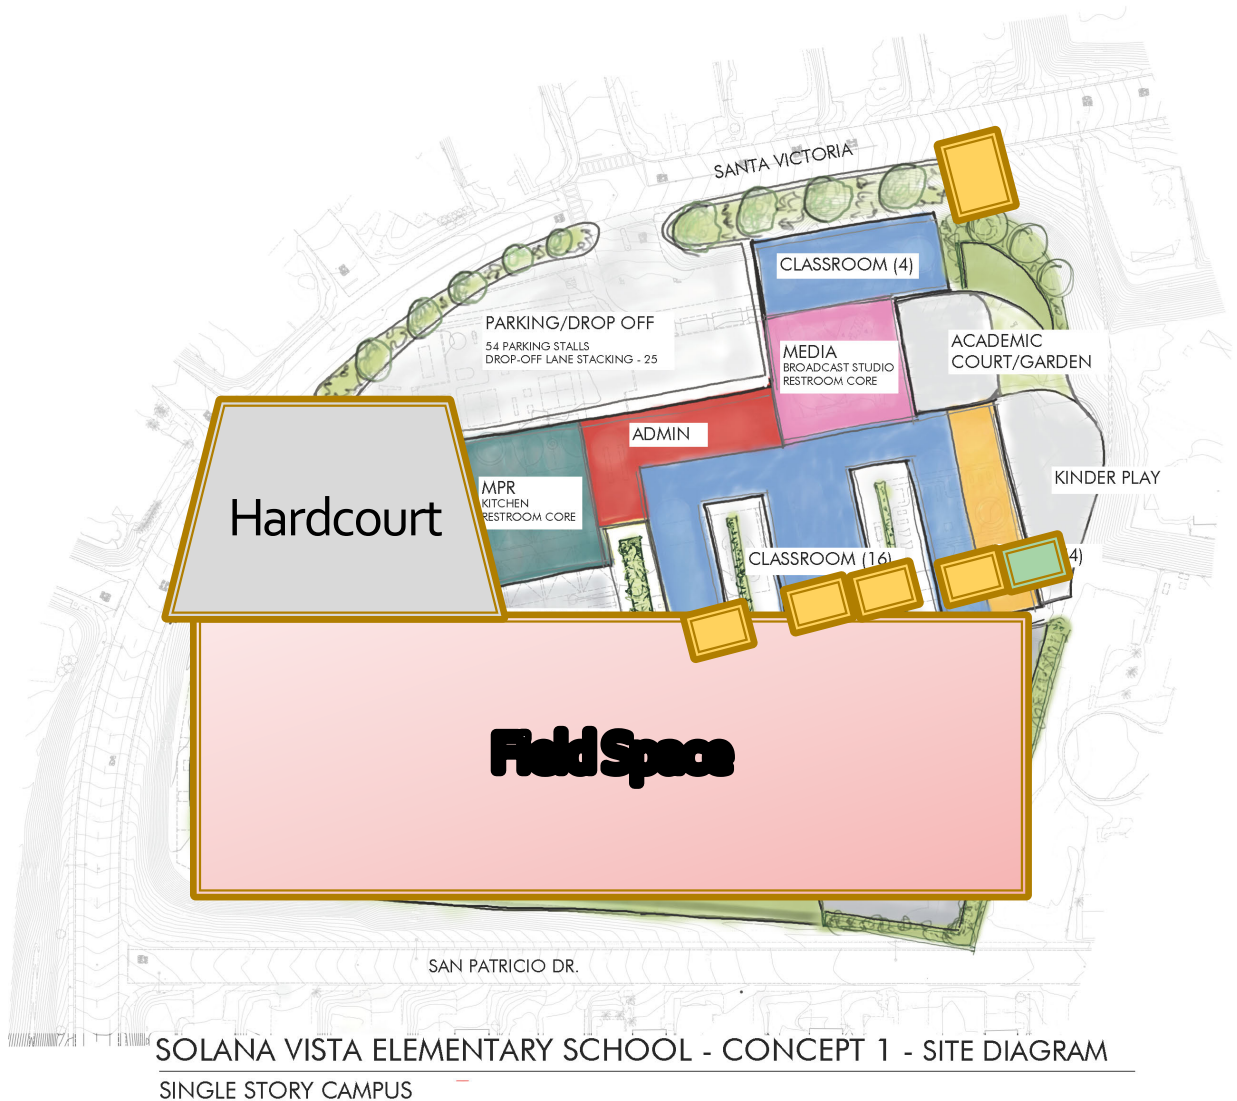 SANTA VICTORIA
CLASSROOM (4)
PARKING/DROP OFF
54 PARKING STALLS
DROP-OFF LANE STACKING - 25
MEDIA
BROADCAST STUDIO
RESTROOM CORE
ACADEMIC
COURT/GARDEN
ADMIN
KINDER PLAY
MPR
KITCHEN
RESTROOM CORE
Hardcourt
CLASSROOM (16)
4)
Field Space
SAN PATRICIO DR.
SOLANA VISTA ELEMENTARY SCHOOL - CONCEPT 1 - SITE DIAGRAM
SINGLE STORY CAMPUS